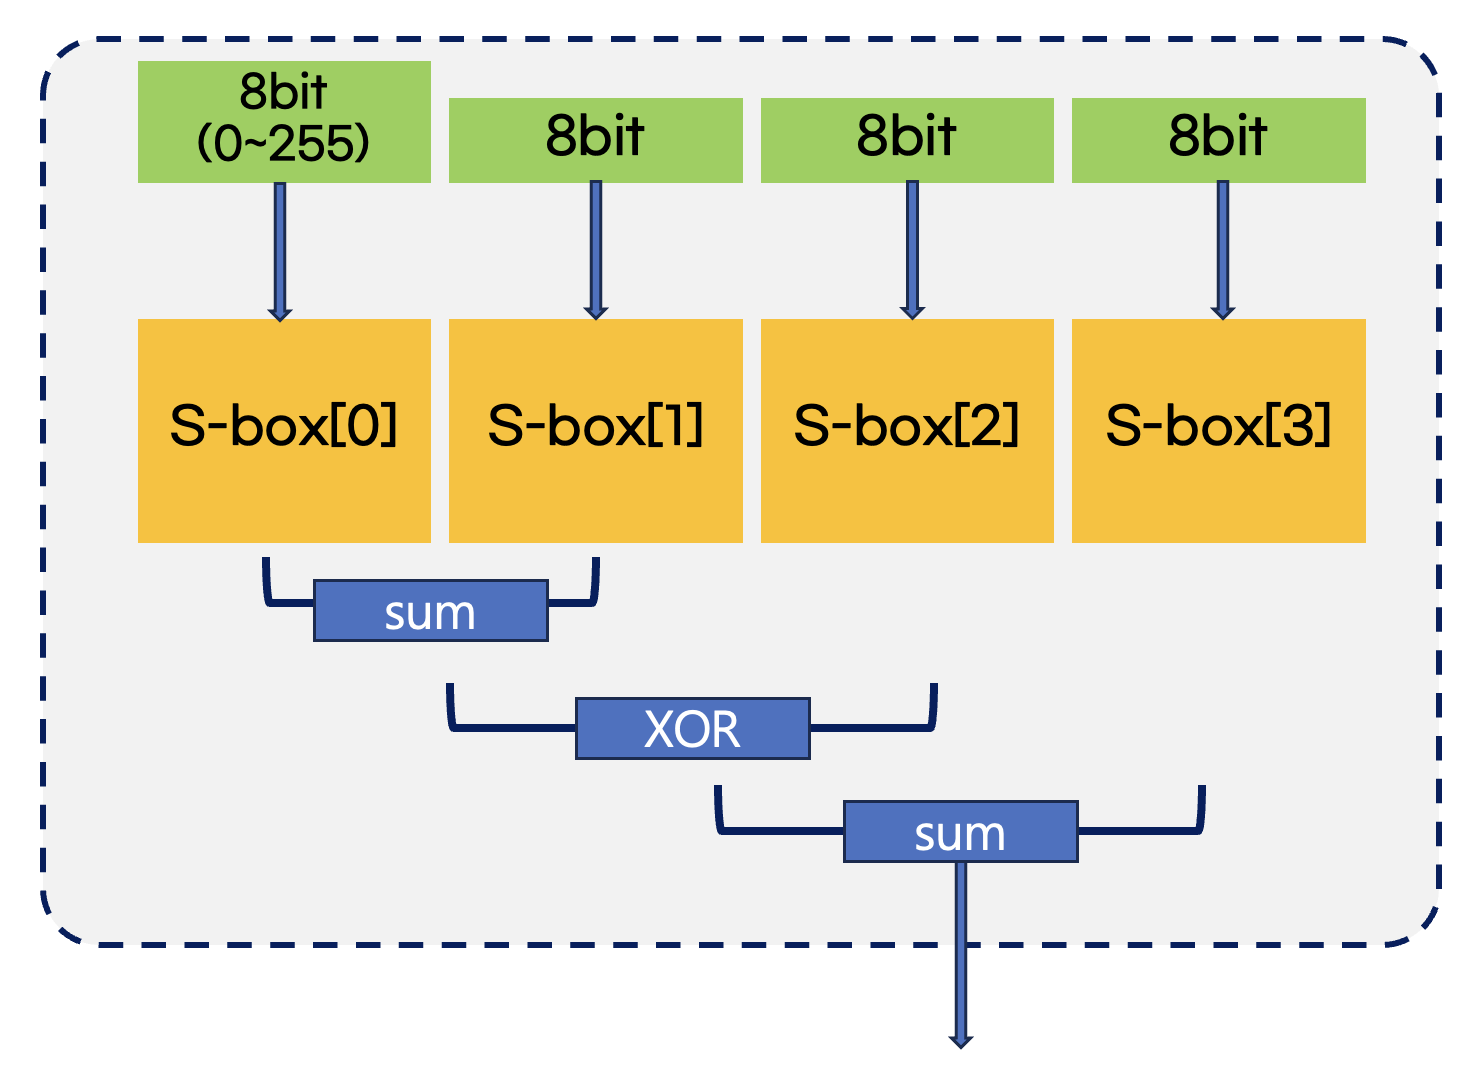 8bit
(0~255)
8bit
8bit
8bit
S-box[0]
S-box[1]
S-box[2]
S-box[3]
sum
XOR
sum